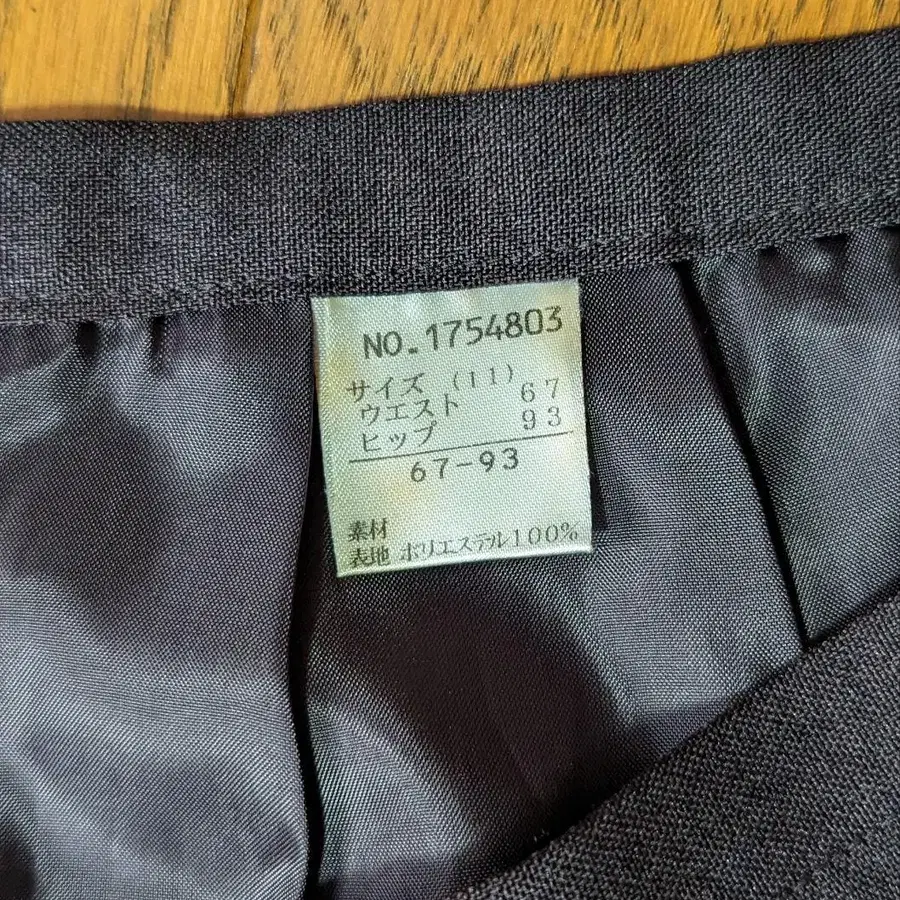 NO.1754803
サイズ (11)
ウエスト 67
ヒップ 93
67-93
素材
表地 ポリエステル100%